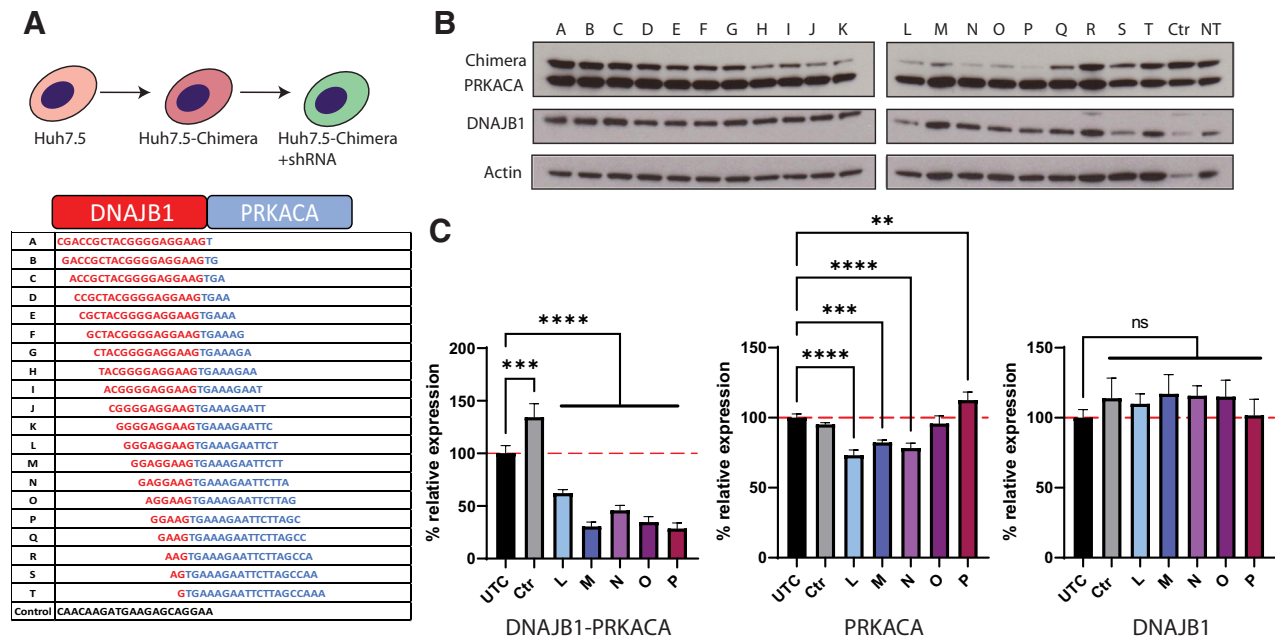 A
Huh7.5
Huh7.5-Chimera
Huh7.5-Chimera
+shRNA
DNAJB1 PRKACA
A CGACCGCTACGGGGAGGAAGT
B GACCGCTACGGGGAGGAAGTG
C ACCGCTACGGGGAGGAAGTGA
D CCGCTACGGGGAGGAAGTGAA
E CGCTACGGGGAGGAAGTGAAA
F GCTACGGGGAGGAAGTGAAAG
G CTACGGGGAGGAAGTGAAAGA
H TACGGGGAGGAAGTGAAAGAA
I ACGGGGAGGAAGTGAAAGAAT
J CGGGGAGGAAGTGAAAGAATT
K GGGGAGGAAGTGAAAGAATTC
L GGGAGGAAGTGAAAGAATTCT
M GGAGGAAGTGAAAGAATTCTT
N GAGGAAGTGAAAGAATTCTTA
O AGGAAGTGAAAGAATTCTTAG
P GGAAGTGAAAGAATTCTTAGC
Q GAAGTGAAAGAATTCTTAGCC
R AAGTGAAAGAATTCTTAGCCA
S AGTGAAAGAATTCTTAGCCAA
T GTGAAAGAATTCTTAGCCAAA
Control CAACAAGATGAAGAGCAGGAA
B
A B C D E F G H I J K L M N O P Q R S T Ctr NT
Chimera
PRKACA
DNAJB1
Actin
C
% relative expression
200
150
100
50
0
****
***
UTC Ctr L M N O P
DNAJB1-PRKACA
% relative expression
150
100
50
0
**
****
***
****
UTC Ctr L M N O P
PRKACA
% relative expression
150
100
50
0
ns
UTC Ctr L M N O P
DNAJB1